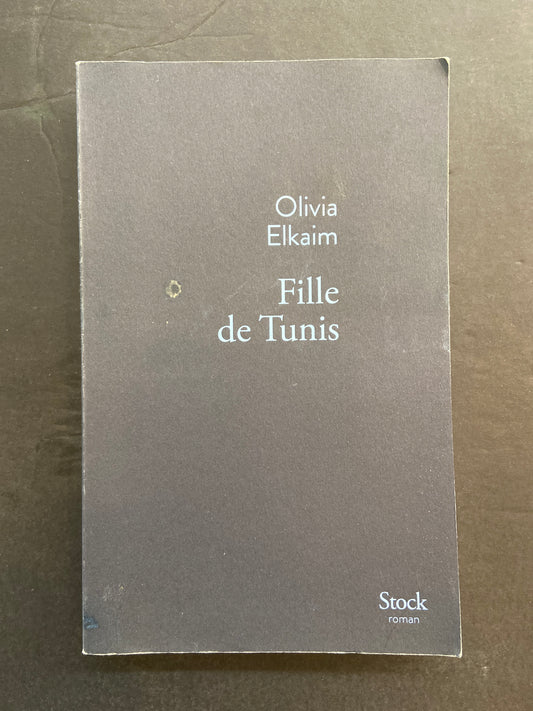 Olivia
Elkaim
Fille
de Tunis
Stock
roman